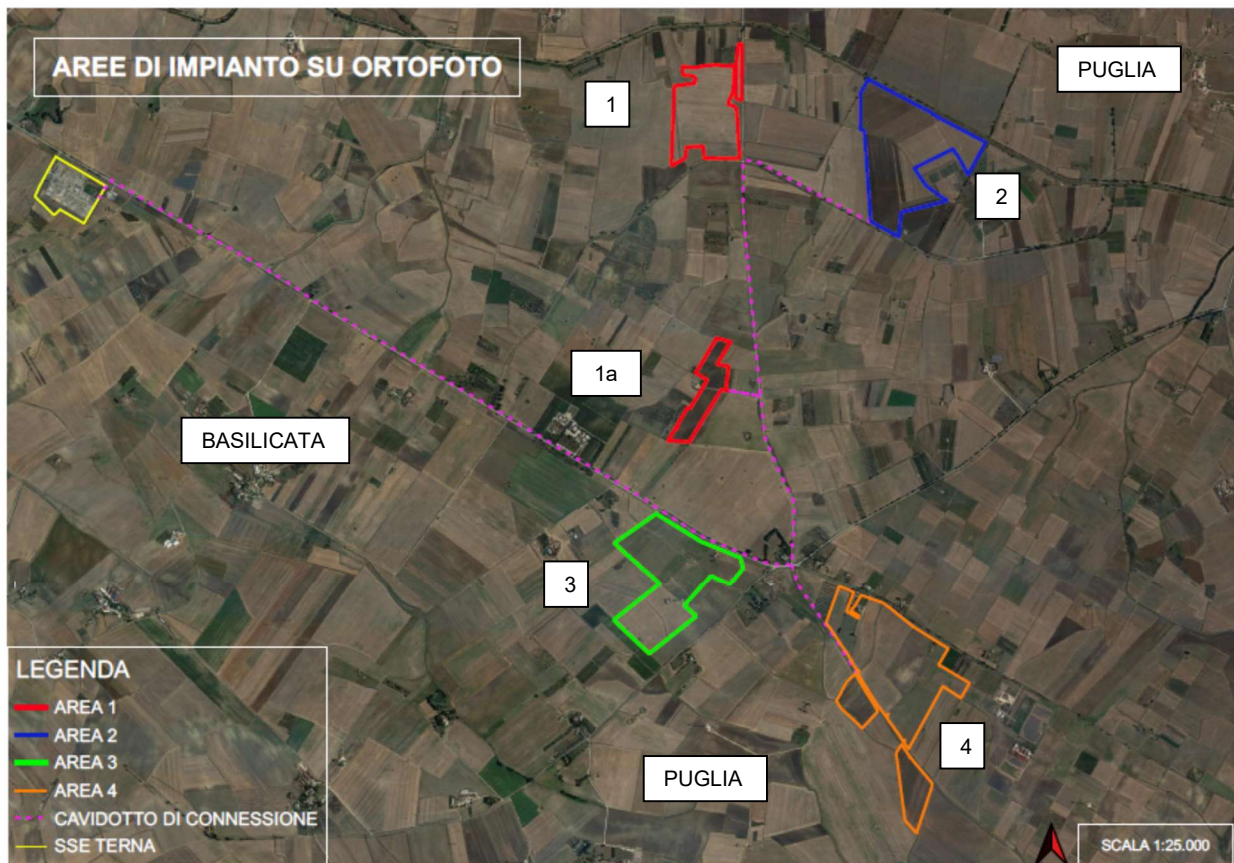 AREE DI IMPIANTO SU ORTOFOTO
PUGLIA
1
2
1a
BASILICATA
3
4
PUGLIA
LEGENDA
AREA 1
AREA 2
AREA 3
AREA 4
CAVIDOTTO DI CONNESSIONE
SSE TERNA
SCALA 1:25.000